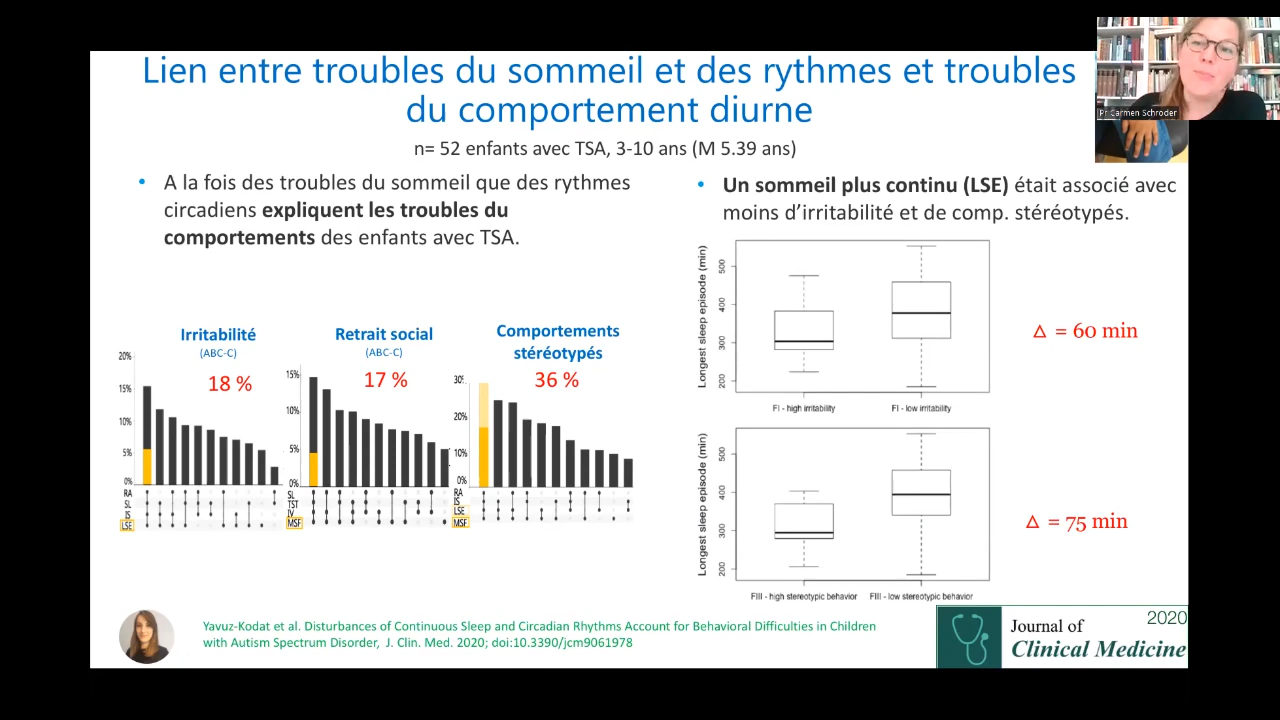 Lien entre troubles du sommeil et des rythmes et troubles
du comportement diurne
n= 52 enfants avec TSA, 3-10 ans (M 5.39 ans)
Pr Carmen Schroder
• A la fois des troubles du sommeil que des rythmes
circadiens expliquent les troubles du
comportements des enfants avec TSA.
Irritabilité
(ABC-C)
18 %
20%
15%
10%
5%
0%
RA
SL
IS
LSE
Retrait social
(ABC-C)
17 %
15%
10%
5%
0%
SL
TST
IV
MSF
Comportements
stéréotypés
36 %
30%
20%
10%
0%
RA
IS
LSE
MSF
• Un sommeil plus continu (LSE) était associé avec
moins d’irritabilité et de comp. stéréotypés.
Longest sleep episode (min)
500
400
300
200
FI - high irritability FI - low irritability
Δ = 60 min
Longest sleep episode (min)
500
400
300
200
FIII - high stereotypic behavior FIII - low stereotypic behavior
Δ = 75 min
Yavuz-Kodat et al. Disturbances of Continuous Sleep and Circadian Rhythms Account for Behavioral Difficulties in Children
with Autism Spectrum Disorder, J. Clin. Med. 2020; doi:10.3390/jcm9061978
2020
Journal of
Clinical Medicine